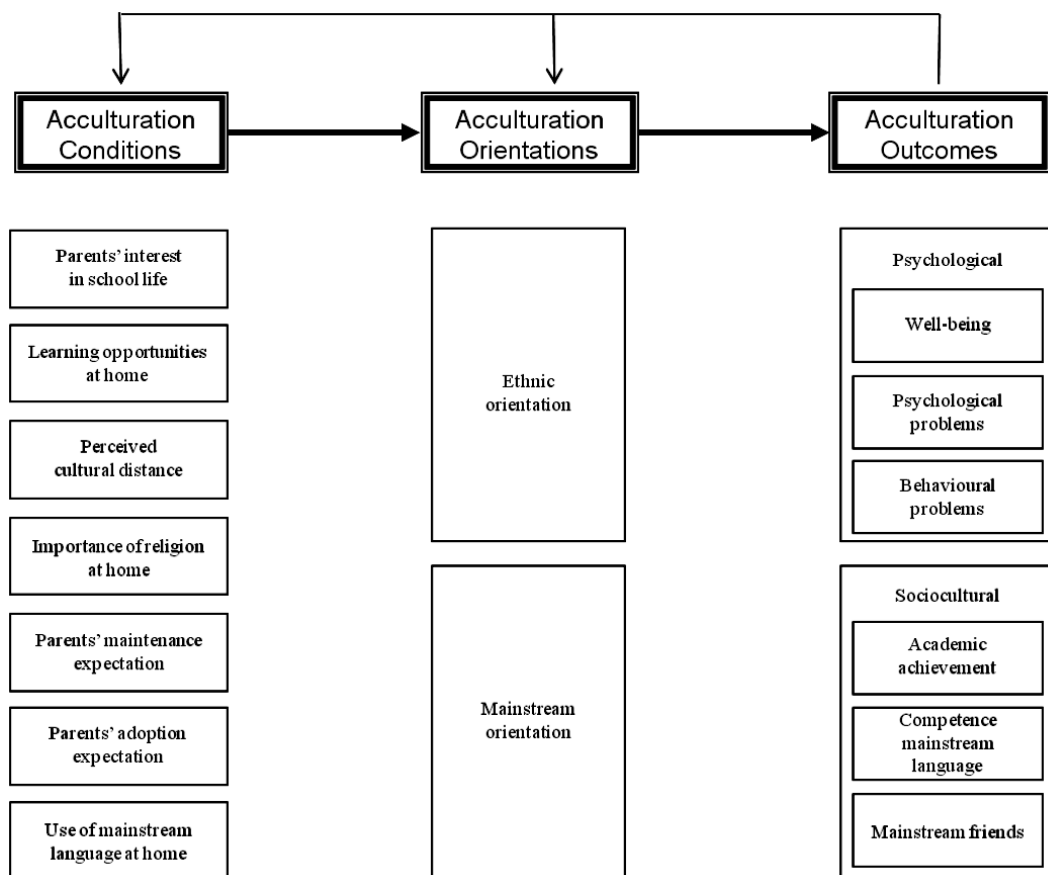 Acculturation
Conditions
Acculturation
Orientations
Acculturation
Outcomes
Parents' interest
in school life
Learning opportunities
at home
Perceived
cultural distance
Importance of religion
at home
Parents' maintenance
expectation
Parents' adoption
expectation
Use of mainstream
language at home
Ethnic
orientation
Mainstream
orientation
Psychological
Well-being
Psychological
problems
Behavioural
problems
Sociocultural
Academic
achievement
Competence
mainstream
language
Mainstream friends